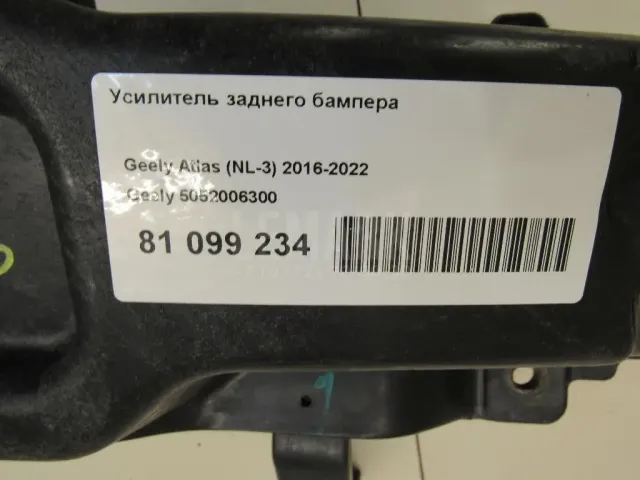 Усилитель заднего бампера
Geely Atlas (NL-3) 2016-2022
Geely 5052006300
81 099 234